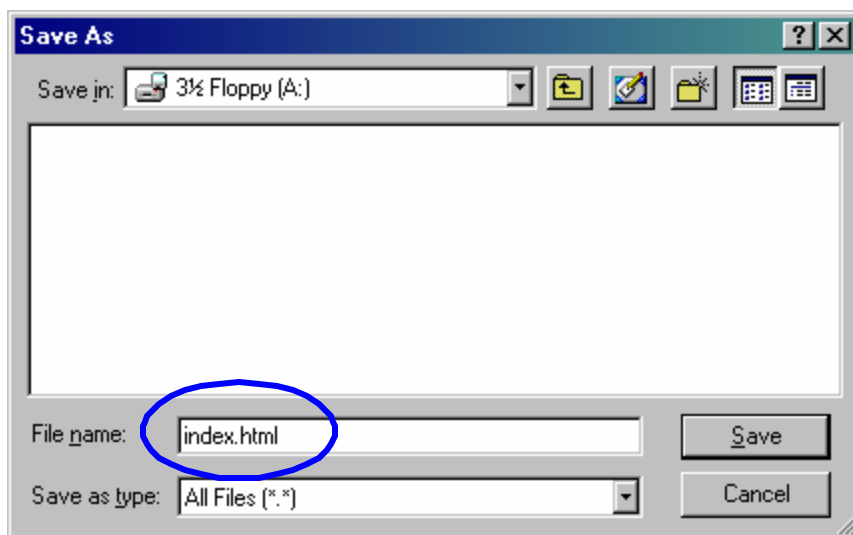 Save As
Save in: 3½ Floppy (A:)
File name: index.html Save
Save as type: All Files (*.*) Cancel